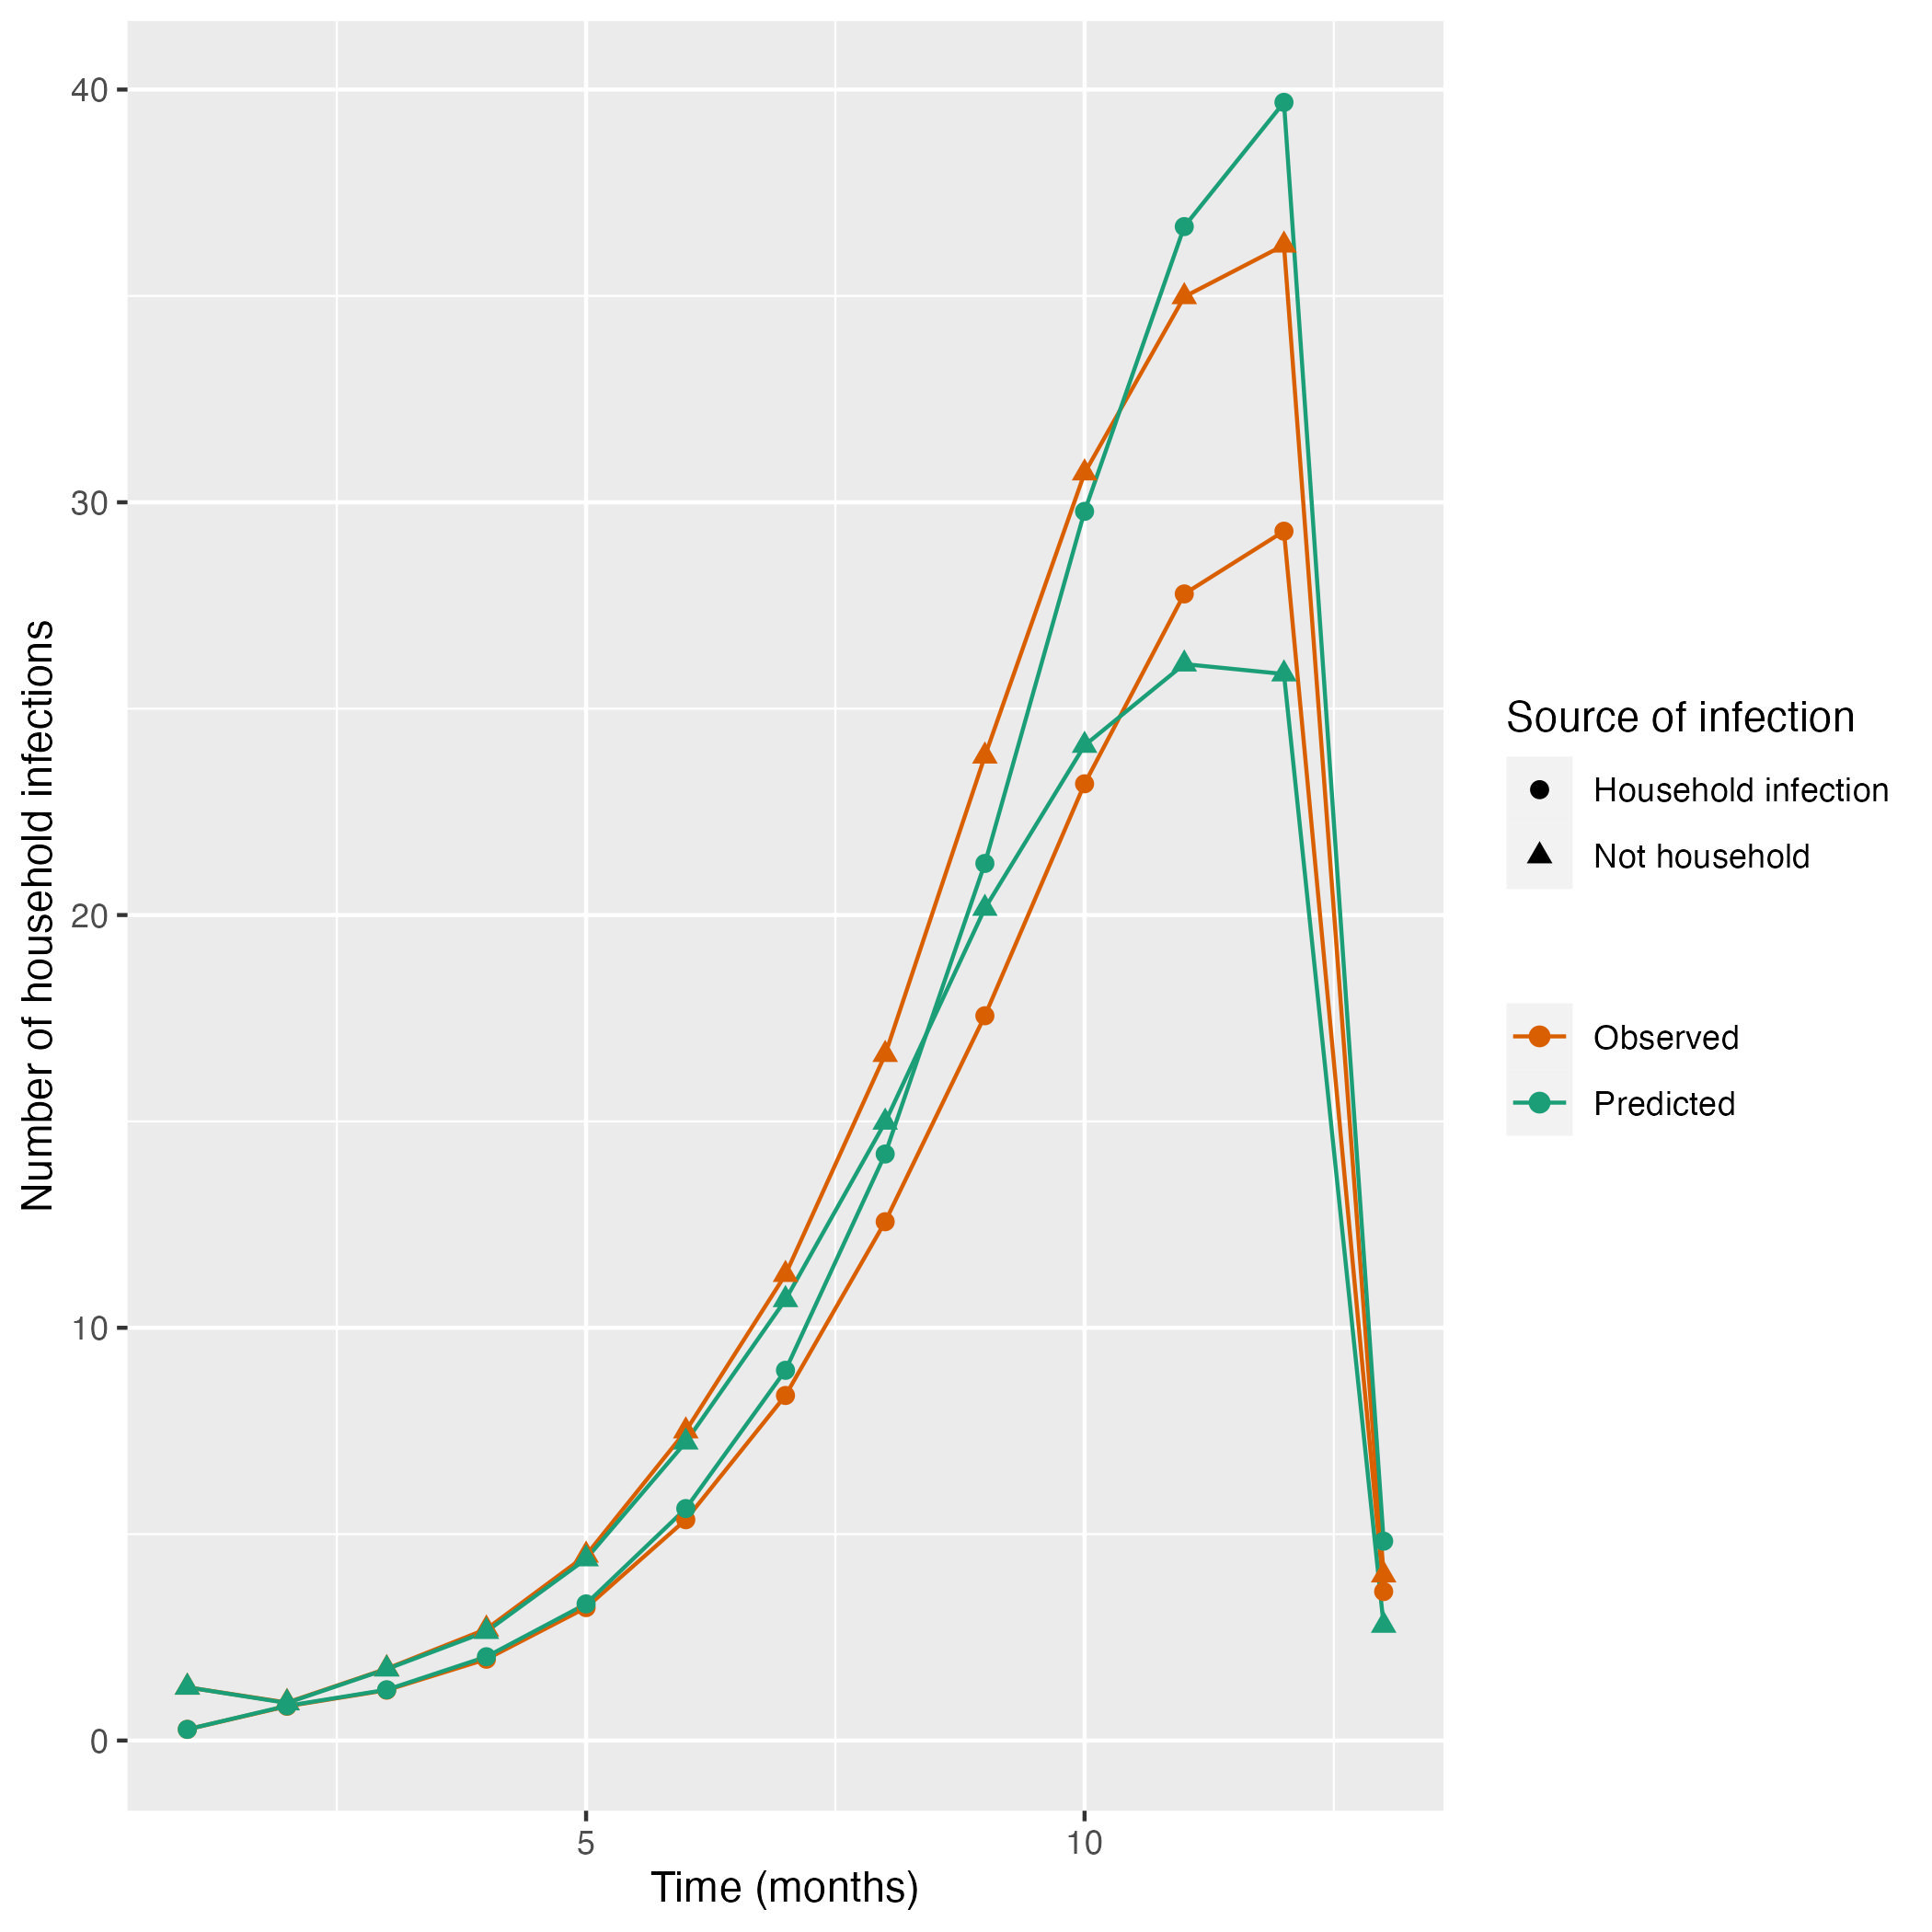 40
30
20
10
0
5
10
Time (months)
Number of household infections
Source of infection
Household infection
Not household
Observed
Predicted